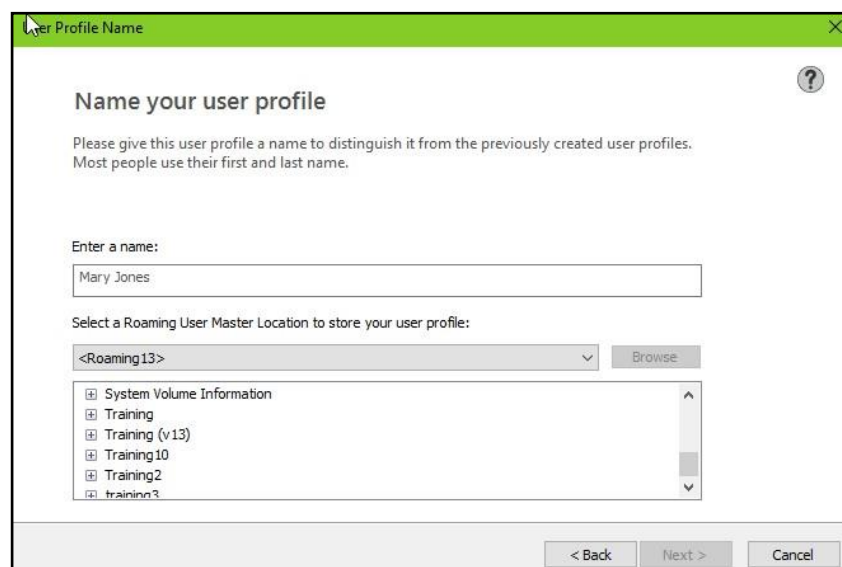 User Profile Name
?
Name your user profile
Please give this user profile a name to distinguish it from the previously created user profiles.
Most people use their first and last name.
Enter a name:
Mary Jones
Select a Roaming User Master Location to store your user profile:
<Roaming13>
Browse
System Volume Information
Training
Training (v13)
Training10
Training2
training3
< Back Next > Cancel